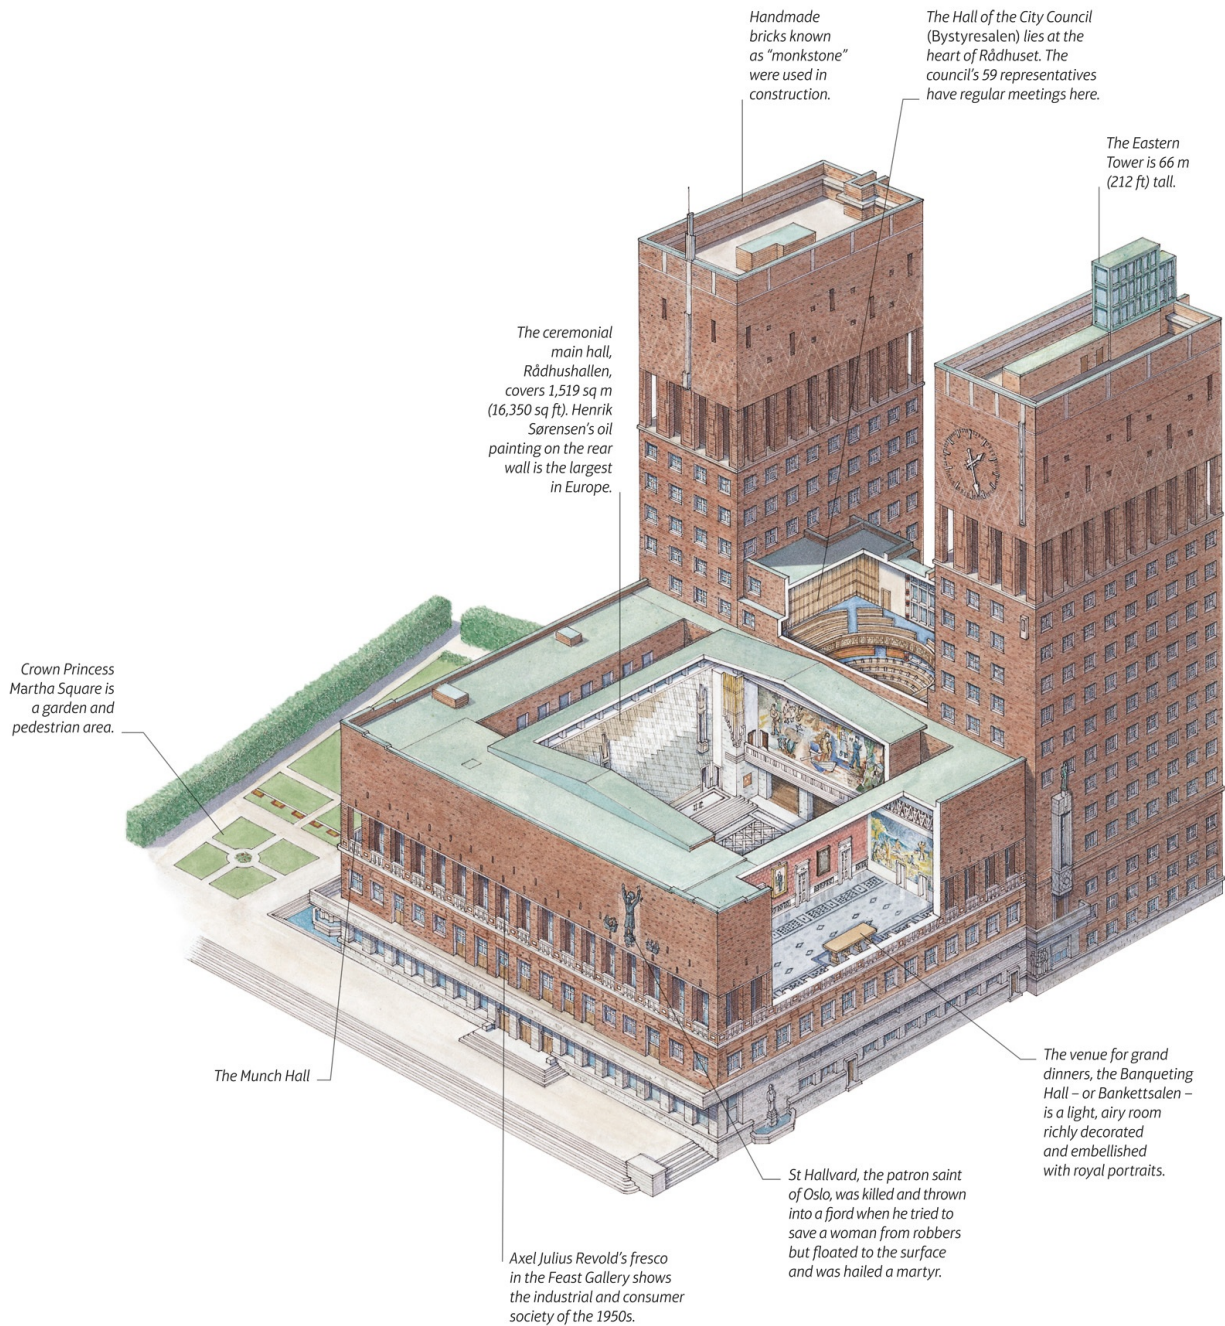 Handmade
bricks known
as “monkstone”
were used in
construction.
The Hall of the City Council
(Bystyresalen) lies at the
heart of Rådhuset. The
council’s 59 representatives
have regular meetings here.
The Eastern
Tower is 66 m
(212 ft) tall.
The ceremonial
main hall,
Rådhushallen,
covers 1,519 sq m
(16,350 sq ft). Henrik
Sørensen’s oil
painting on the rear
wall is the largest
in Europe.
Crown Princess
Martha Square is
a garden and
pedestrian area.
The Munch Hall
The venue for grand
dinners, the Banqueting
Hall – or Bankettsalen –
is a light, airy room
richly decorated
and embellished
with royal portraits.
St Hallvard, the patron saint
of Oslo, was killed and thrown
into a fjord when he tried to
save a woman from robbers
but floated to the surface
and was hailed a martyr.
Axel Julius Revold’s fresco
in the Feast Gallery shows
the industrial and consumer
society of the 1950s.